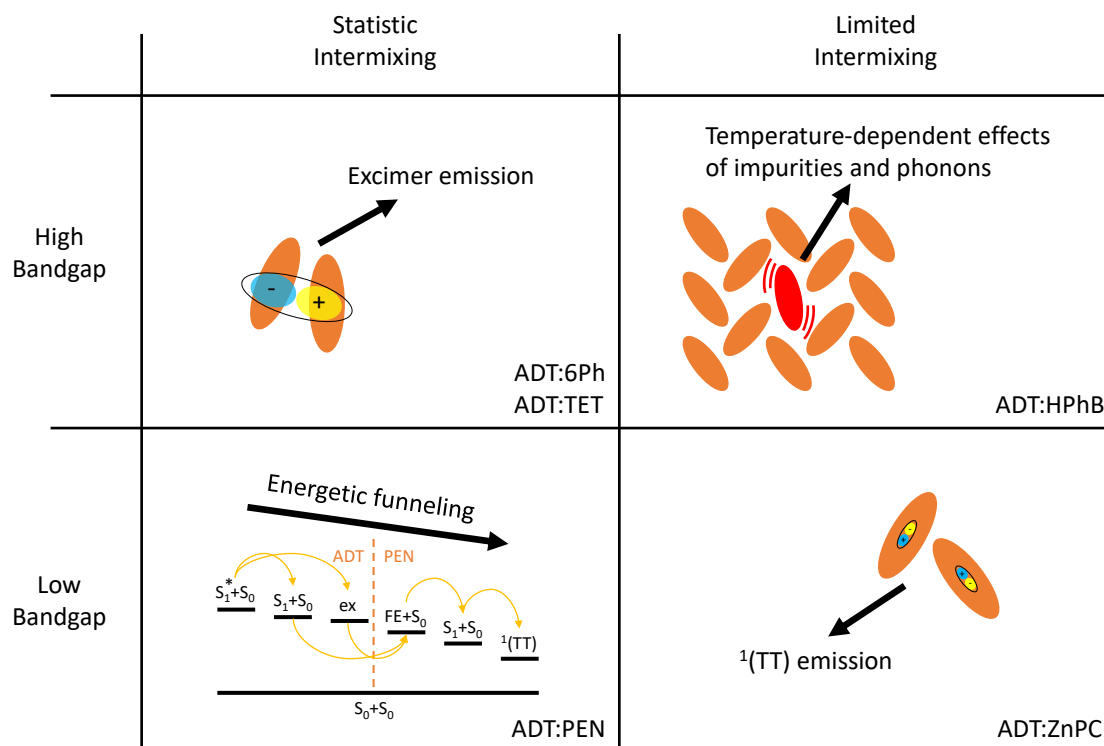 Statistic
Intermixing
Limited
Intermixing
High
Bandgap
Excimer emission
-
+
ADT:6Ph
ADT:TET
Temperature-dependent effects
of impurities and phonons
ADT:HPhB
Low
Bandgap
Energetic funneling
ADT PEN
S₁*+S₀
S₁+S₀
ex
FE+S₀
S₁+S₀
¹(TT)
S₀+S₀
ADT:PEN
+ -
+ -
¹(TT) emission
ADT:ZnPC